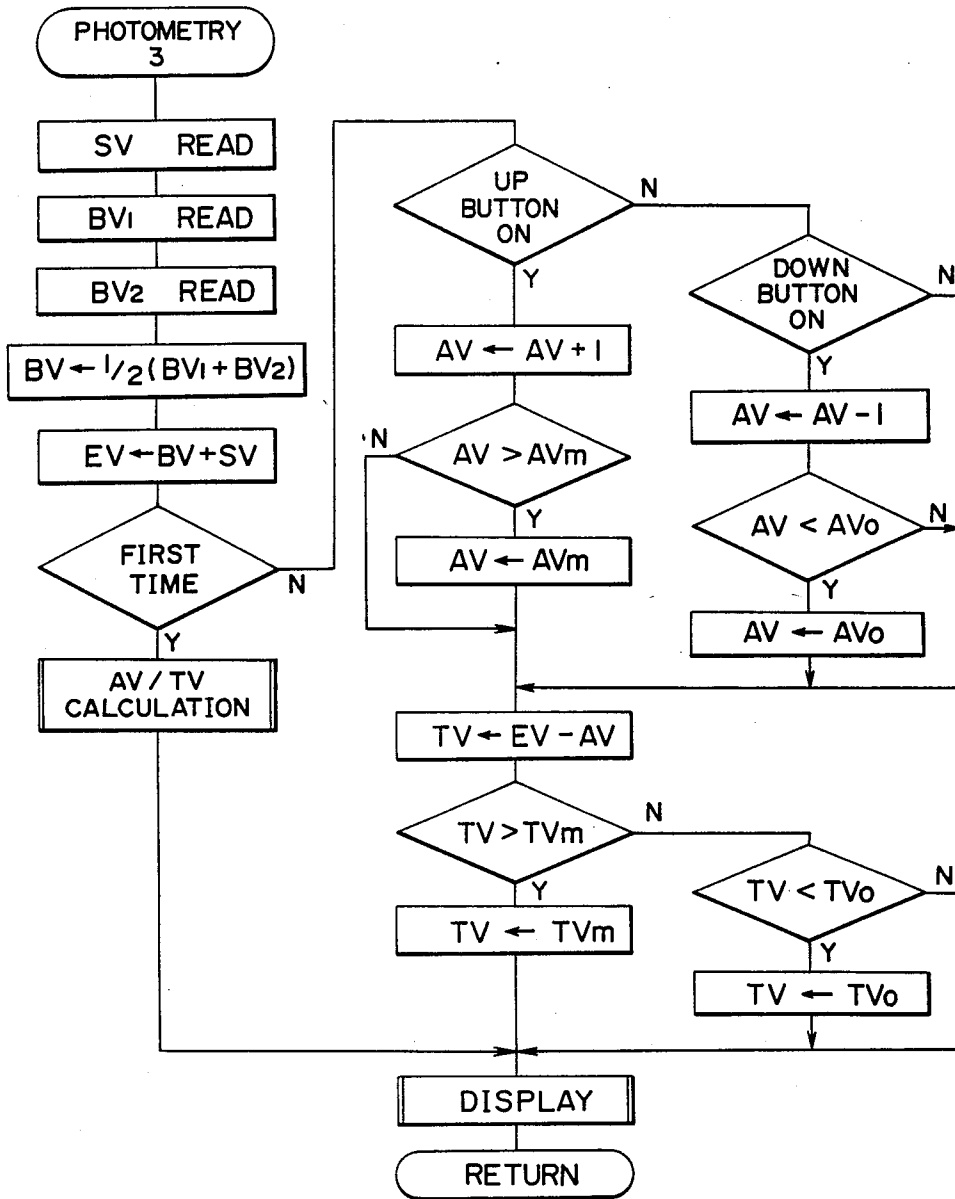 PHOTOMETRY
3
SV READ
BV1 READ
BV2 READ
BV ← 1/2 (BV1 + BV2)
EV ← BV + SV
FIRST
TIME
N
Y
AV / TV
CALCULATION
UP
BUTTON
ON
N
Y
AV ← AV + 1
AV > AVm
N
Y
AV ← AVm
DOWN
BUTTON
ON
N
Y
AV ← AV - 1
AV < AVo
N
Y
AV ← AVo
TV ← EV - AV
TV > TVm
N
Y
TV ← TVm
TV < TVo
N
Y
TV ← TVo
DISPLAY
RETURN